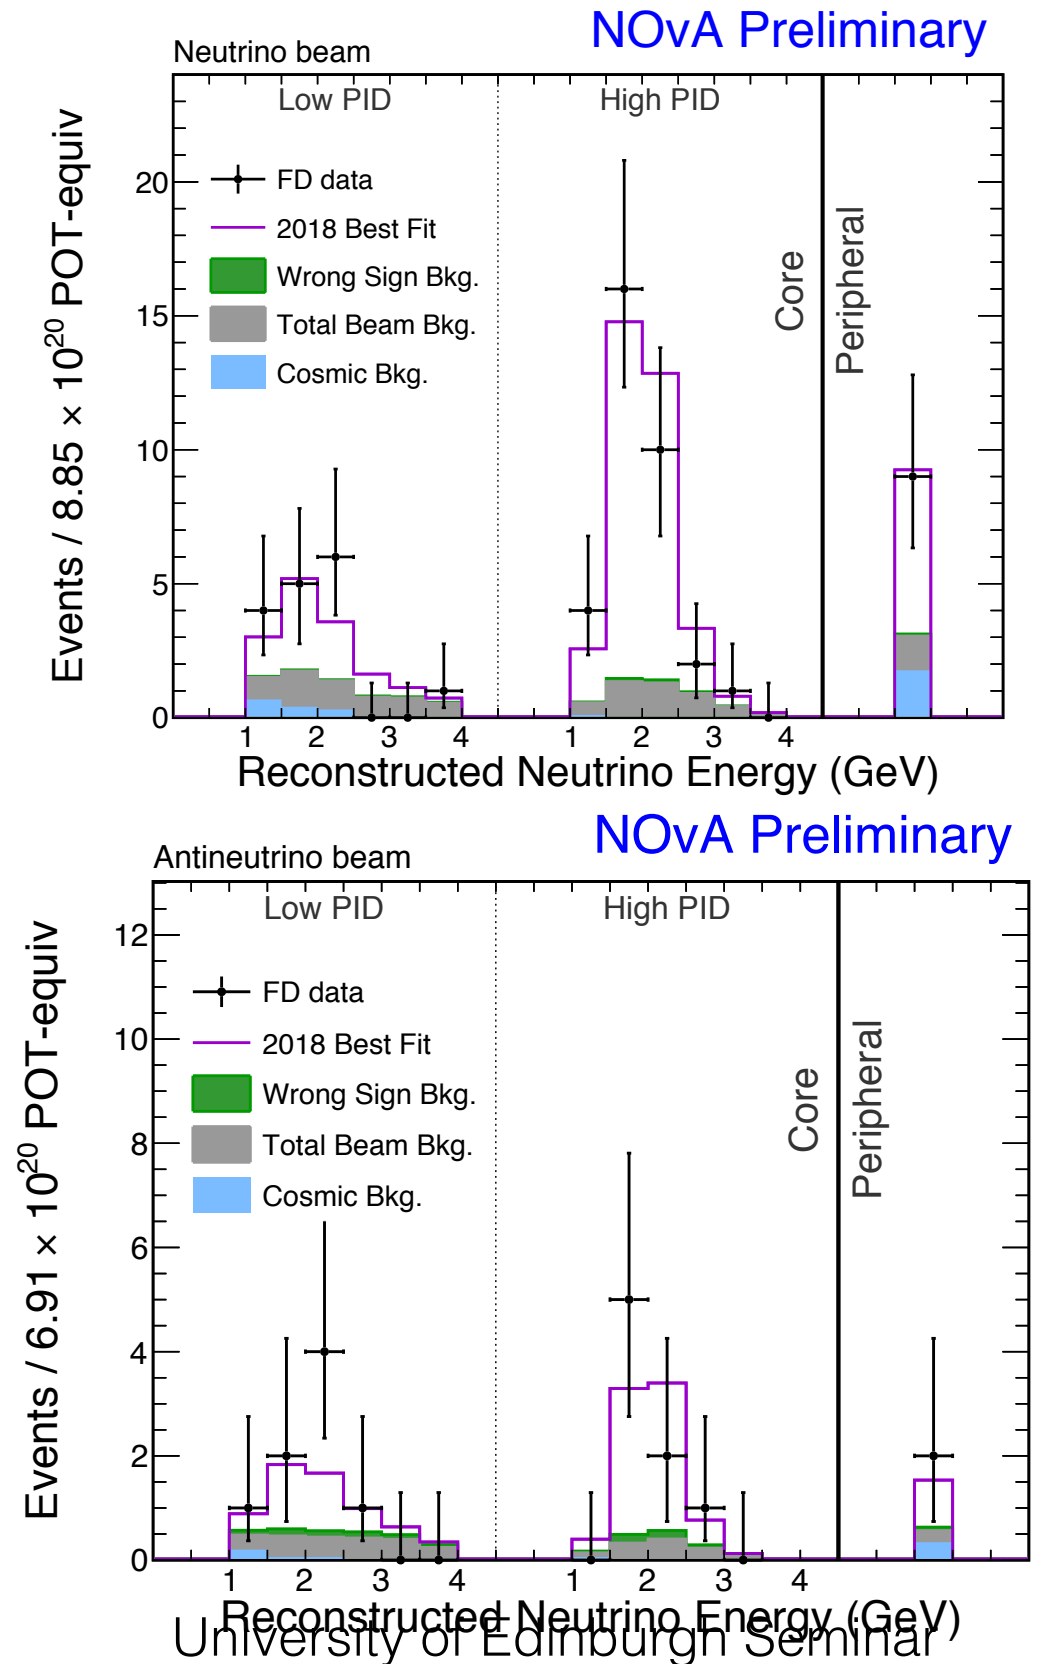 NOvA Preliminary
Neutrino beam
Low PID
High PID
FD data
2018 Best Fit
Wrong Sign Bkg.
Total Beam Bkg.
Cosmic Bkg.
Core
Peripheral
Events / 8.85 × 10²⁰ POT-equiv
20
15
10
5
0
1 2 3 4 1 2 3 4
Reconstructed Neutrino Energy (GeV)
NOvA Preliminary
Antineutrino beam
Low PID
High PID
FD data
2018 Best Fit
Wrong Sign Bkg.
Total Beam Bkg.
Cosmic Bkg.
Core
Peripheral
Events / 6.91 × 10²⁰ POT-equiv
12
10
8
6
4
2
0
1 2 3 4 1 2 3 4
Reconstructed Neutrino Energy (GeV)
University of Edinburgh Seminar